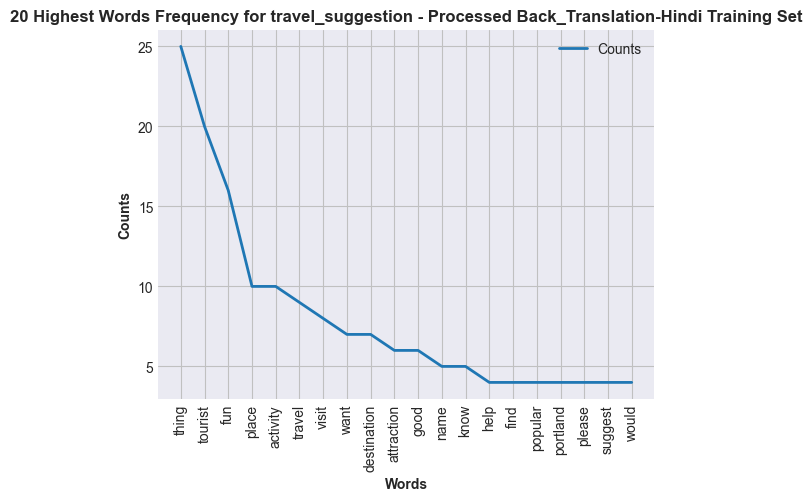 20 Highest Words Frequency for travel_suggestion - Processed Back_Translation-Hindi Training Set
Counts
25
20
15
10
5
Counts
thing
tourist
fun
place
activity
travel
visit
want
destination
attraction
good
name
know
help
find
popular
portland
please
suggest
would
Words